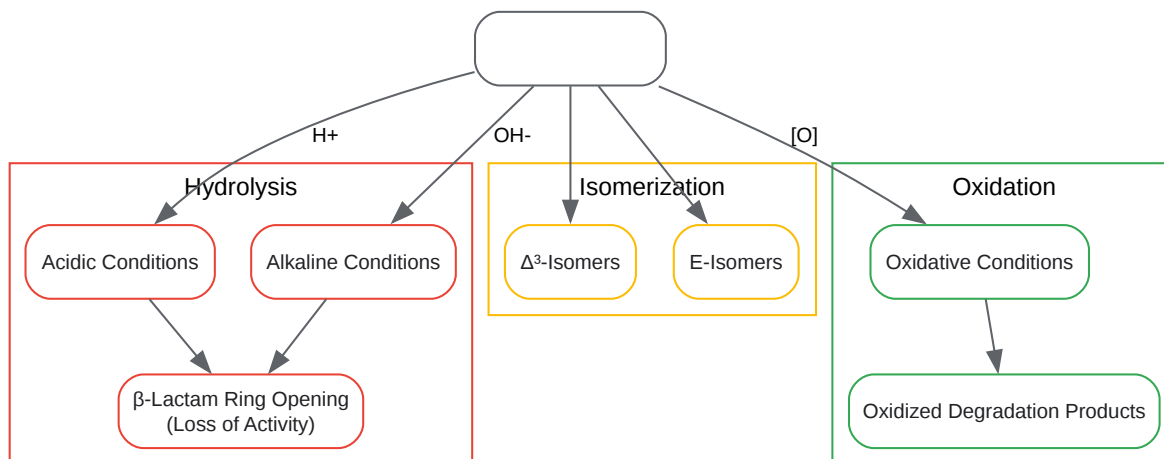 H+
OH-
[O]
Hydrolysis
Isomerization
Oxidation
Acidic Conditions
Alkaline Conditions
Δ³-Isomers
E-Isomers
Oxidative Conditions
β-Lactam Ring Opening
(Loss of Activity)
Oxidized Degradation Products